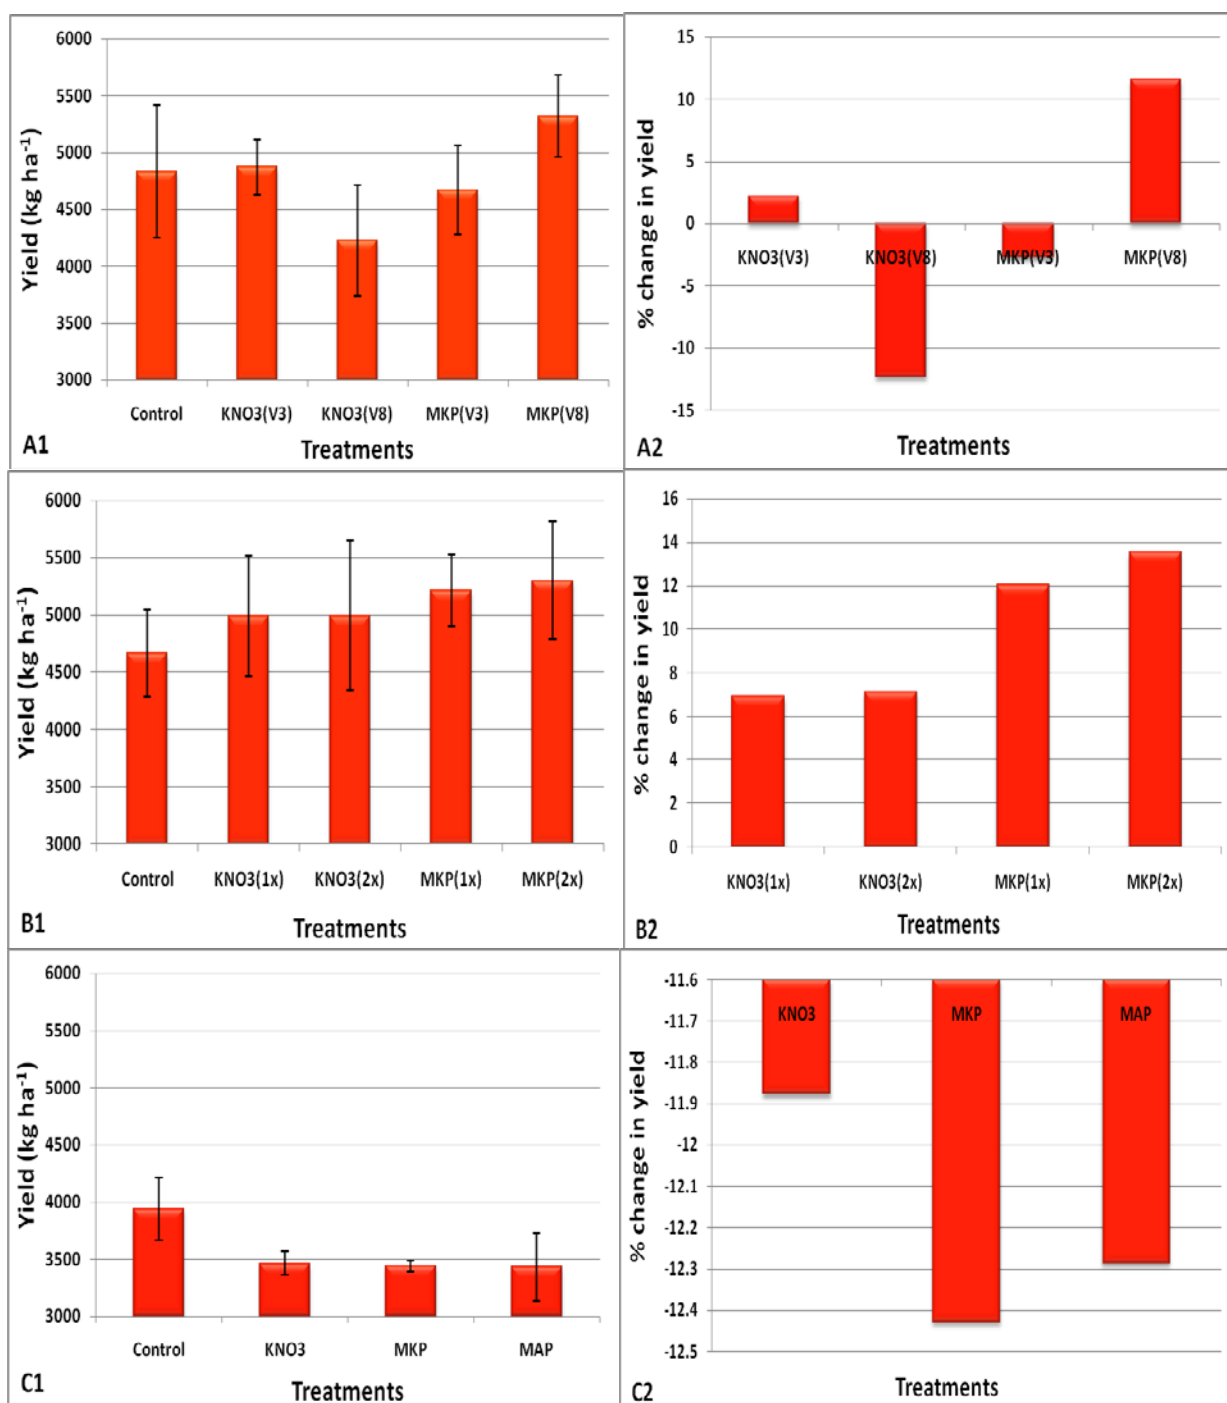 6000
5500
5000
4500
4000
3500
3000
Yield (kg ha⁻¹)
Control KNO3(V3) KNO3(V8) MKP(V3) MKP(V8)
Treatments
A1
15
10
5
0
-5
-10
-15
% change in yield
KNO3(V3) KNO3(V8) MKP(V3) MKP(V8)
Treatments
A2
6000
5500
5000
4500
4000
3500
3000
Yield (kg ha⁻¹)
Control KNO3(1x) KNO3(2x) MKP(1x) MKP(2x)
Treatments
B1
16
14
12
10
8
6
4
2
0
% change in yield
KNO3(1x) KNO3(2x) MKP(1x) MKP(2x)
Treatments
B2
6000
5500
5000
4500
4000
3500
3000
Yield (kg ha⁻¹)
Control KNO3 MKP MAP
Treatments
C1
-11.6
-11.7
-11.8
-11.9
-12
-12.1
-12.2
-12.3
-12.4
-12.5
% change in yield
KNO3 MKP MAP
Treatments
C2